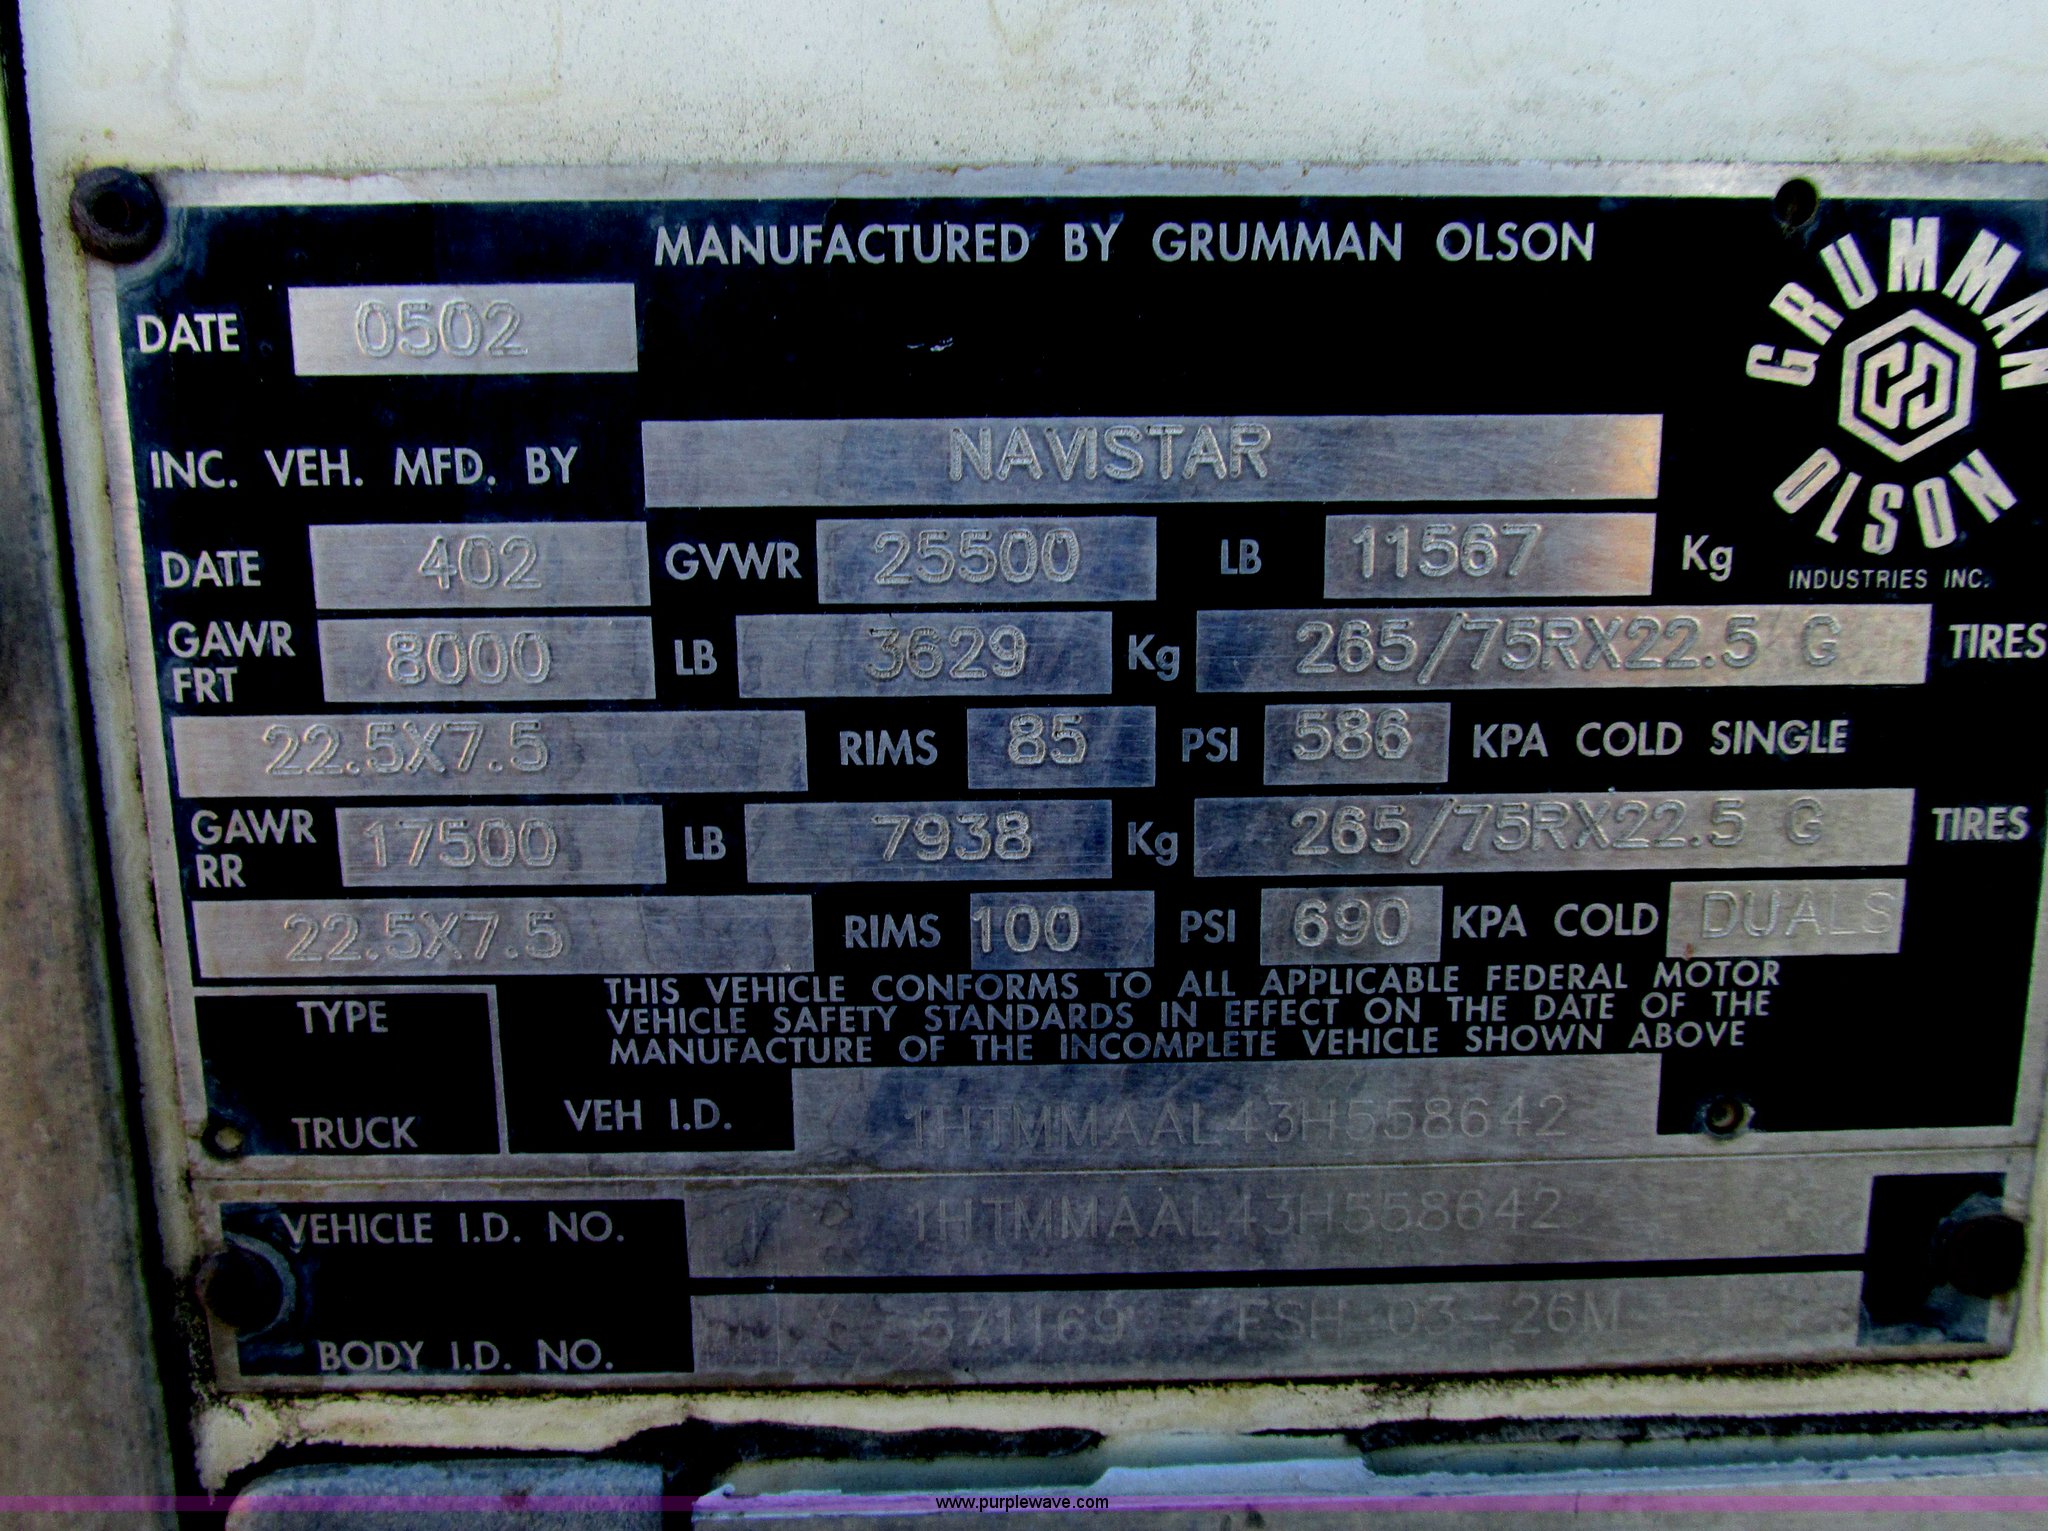 MANUFACTURED BY GRUMMAN OLSON
GRUMMAN OLSON
INDUSTRIES INC.
DATE 0502
INC. VEH. MFD. BY NAVISTAR
DATE 402 GVWR 25500 LB 11567 Kg
GAWR FRT 8000 LB 3629 Kg 265/75RX22.5 G TIRES
22.5X7.5 RIMS 85 PSI 586 KPA COLD SINGLE
GAWR RR 17500 LB 7938 Kg 265/75RX22.5 G TIRES
22.5X7.5 RIMS 100 PSI 690 KPA COLD DUALS
THIS VEHICLE CONFORMS TO ALL APPLICABLE FEDERAL MOTOR
VEHICLE SAFETY STANDARDS IN EFFECT ON THE DATE OF THE
MANUFACTURE OF THE INCOMPLETE VEHICLE SHOWN ABOVE
TYPE
TRUCK
VEH I.D. 1HTMMAAL43H558642
VEHICLE I.D. NO. 1HTMMAAL43H558642
BODY I.D. NO. 571169 FSH 03-26M
www.purplewave.com